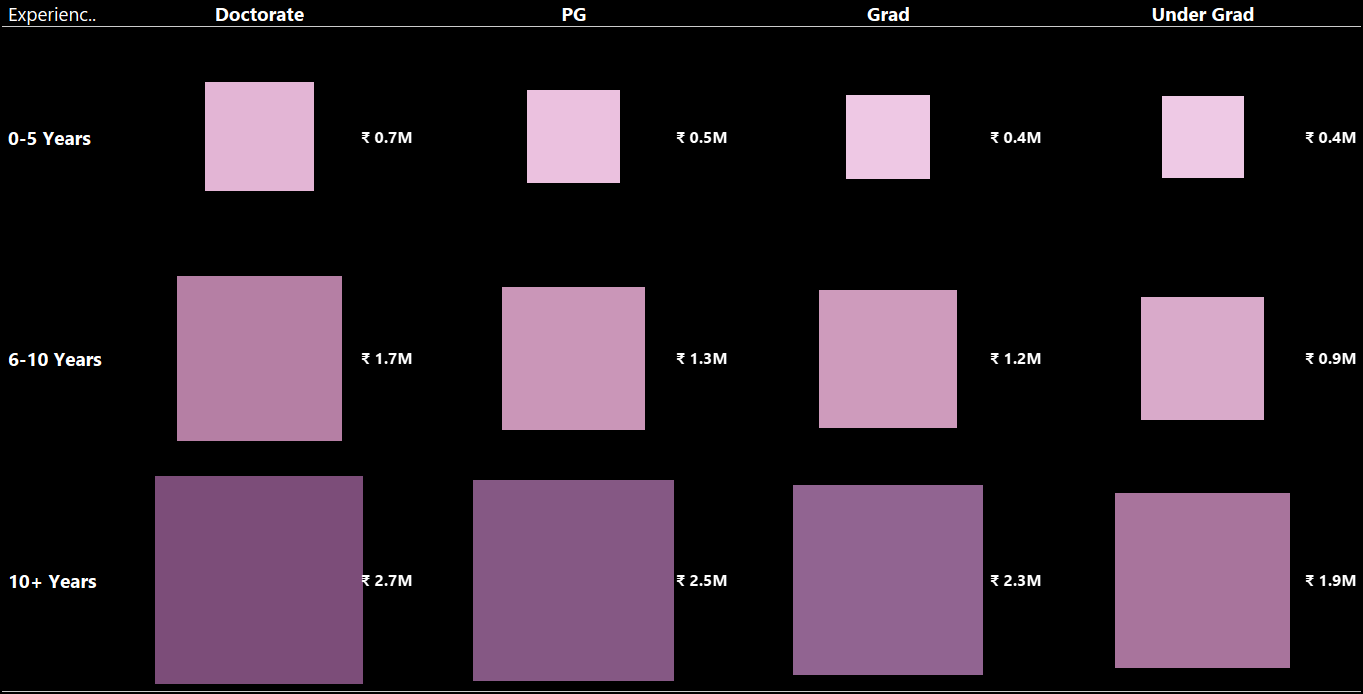 Experienc.. Doctorate PG Grad Under Grad
0-5 Years ₹ 0.7M ₹ 0.5M ₹ 0.4M ₹ 0.4M
6-10 Years ₹ 1.7M ₹ 1.3M ₹ 1.2M ₹ 0.9M
10+ Years ₹ 2.7M ₹ 2.5M ₹ 2.3M ₹ 1.9M